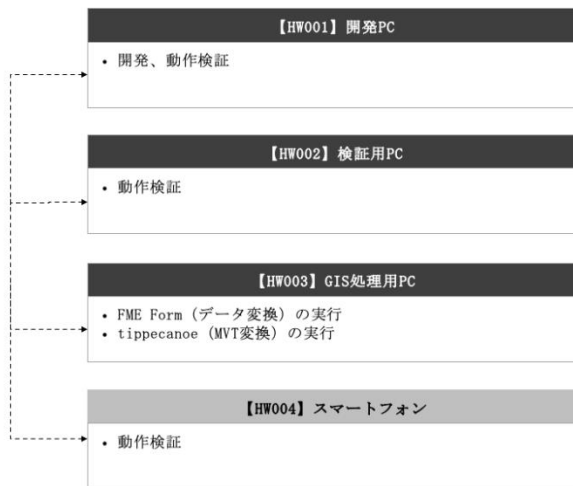 【HW001】開発PC
• 開発、動作検証
【HW002】検証用PC
• 動作検証
【HW003】GIS処理用PC
• FME Form（データ変換）の実行
• tippecanoe（MVT変換）の実行
【HW004】スマートフォン
• 動作検証